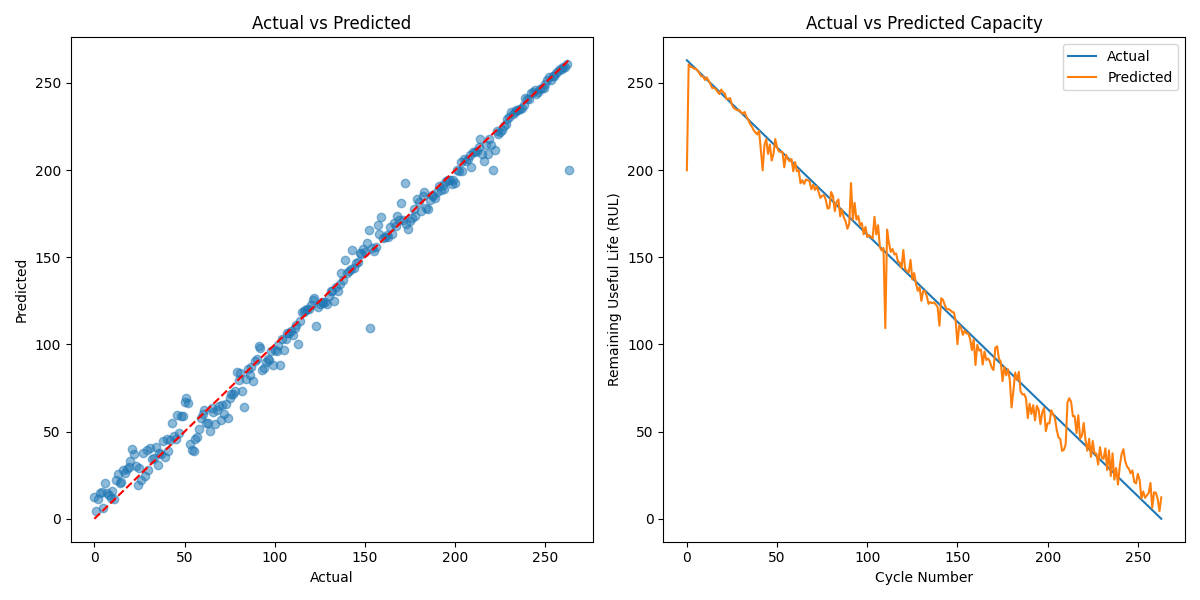 Actual vs Predicted
250
200
150
100
50
0
Predicted
0 50 100 150 200 250
Actual
Actual vs Predicted Capacity
Actual
Predicted
250
200
150
100
50
0
Remaining Useful Life (RUL)
0 50 100 150 200 250
Cycle Number